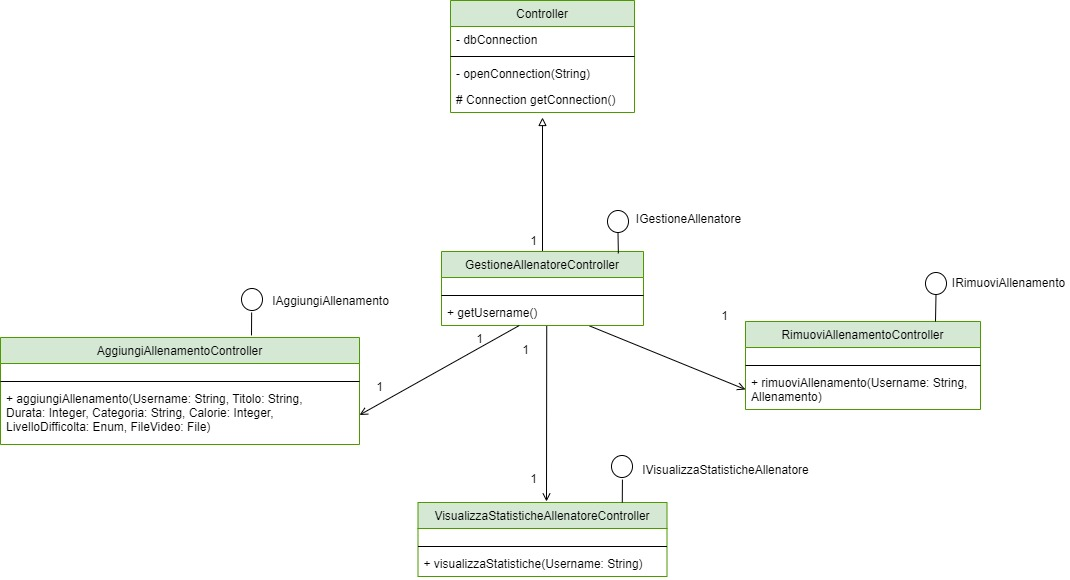 Controller
- dbConnection
- openConnection(String)
# Connection getConnection()
IGestioneAllenatore
1
GestioneAllenatoreController
+ getUsername()
IRimuoviAllenamento
IAggiungiAllenamento
1
RimuoviAllenamentoController
+ rimuoviAllenamento(Username: String,
Allenamento)
1
1
AggiungiAllenamentoController
+ aggiungiAllenamento(Username: String, Titolo: String,
Durata: Integer, Categoria: String, Calorie: Integer,
LivelloDifficolta: Enum, FileVideo: File)
1
IVisualizzaStatisticheAllenatore
1
VisualizzaStatisticheAllenatoreController
+ visualizzaStatistiche(Username: String)